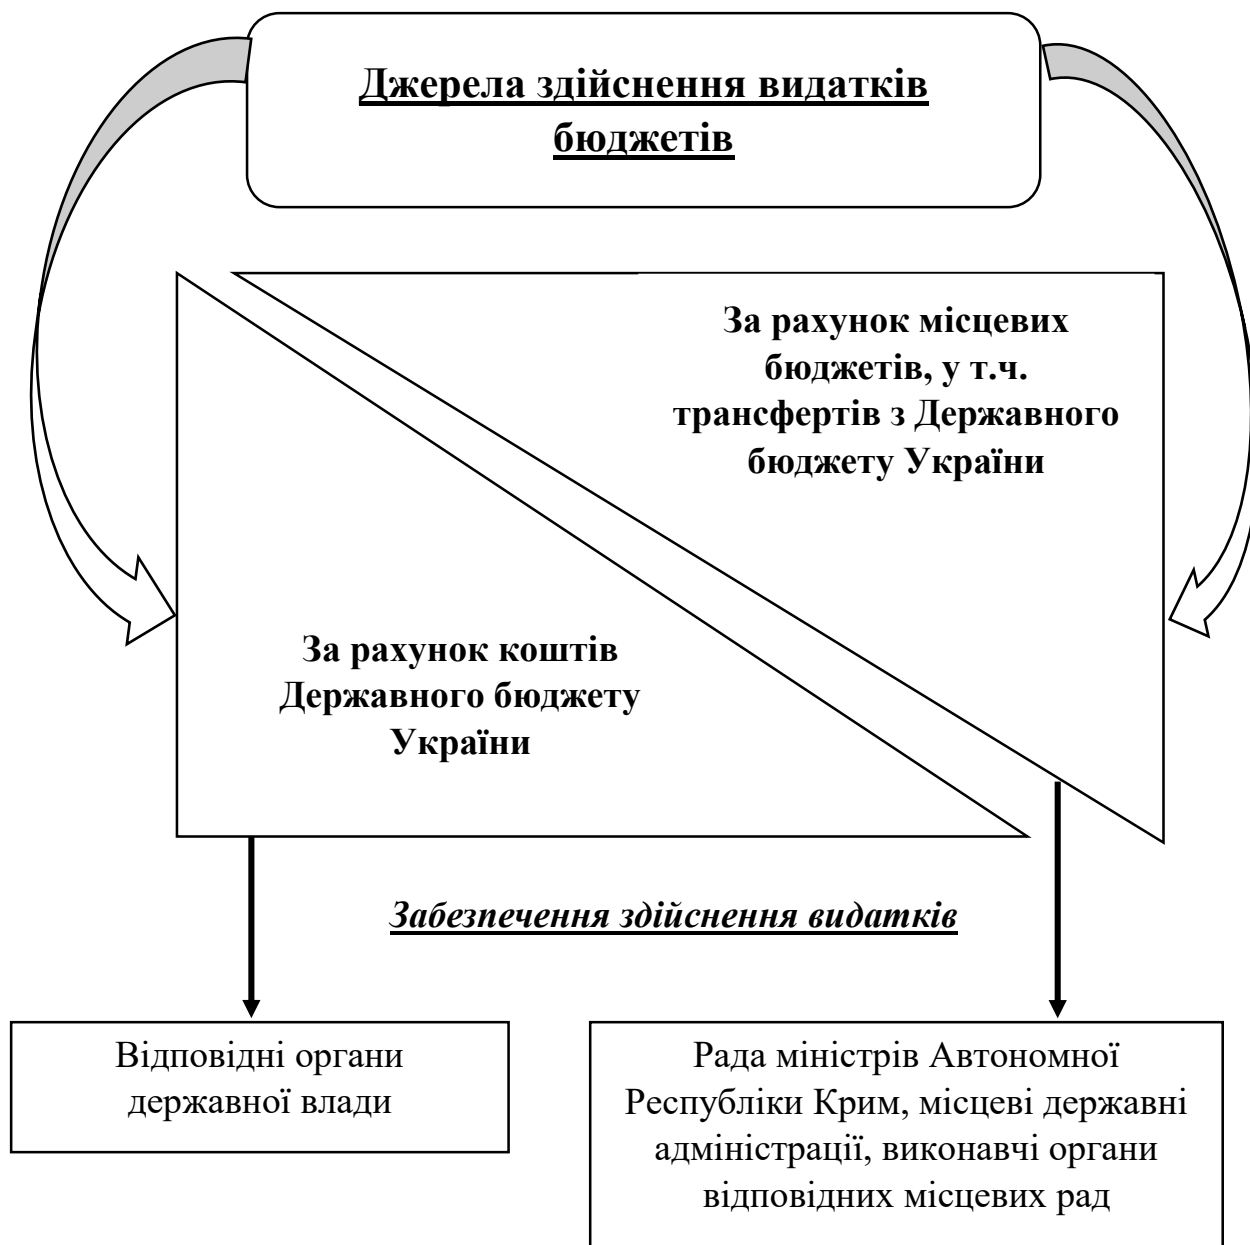 Джерела здійснення видатків
бюджетів
За рахунок місцевих
бюджетів, у т.ч.
трансфертів з Державного
бюджету України
За рахунок коштів
Державного бюджету
України
Забезпечення здійснення видатків
Відповідні органи
державної влади
Рада міністрів Автономної
Республіки Крим, місцеві державні
адміністрації, виконавчі органи
відповідних місцевих рад